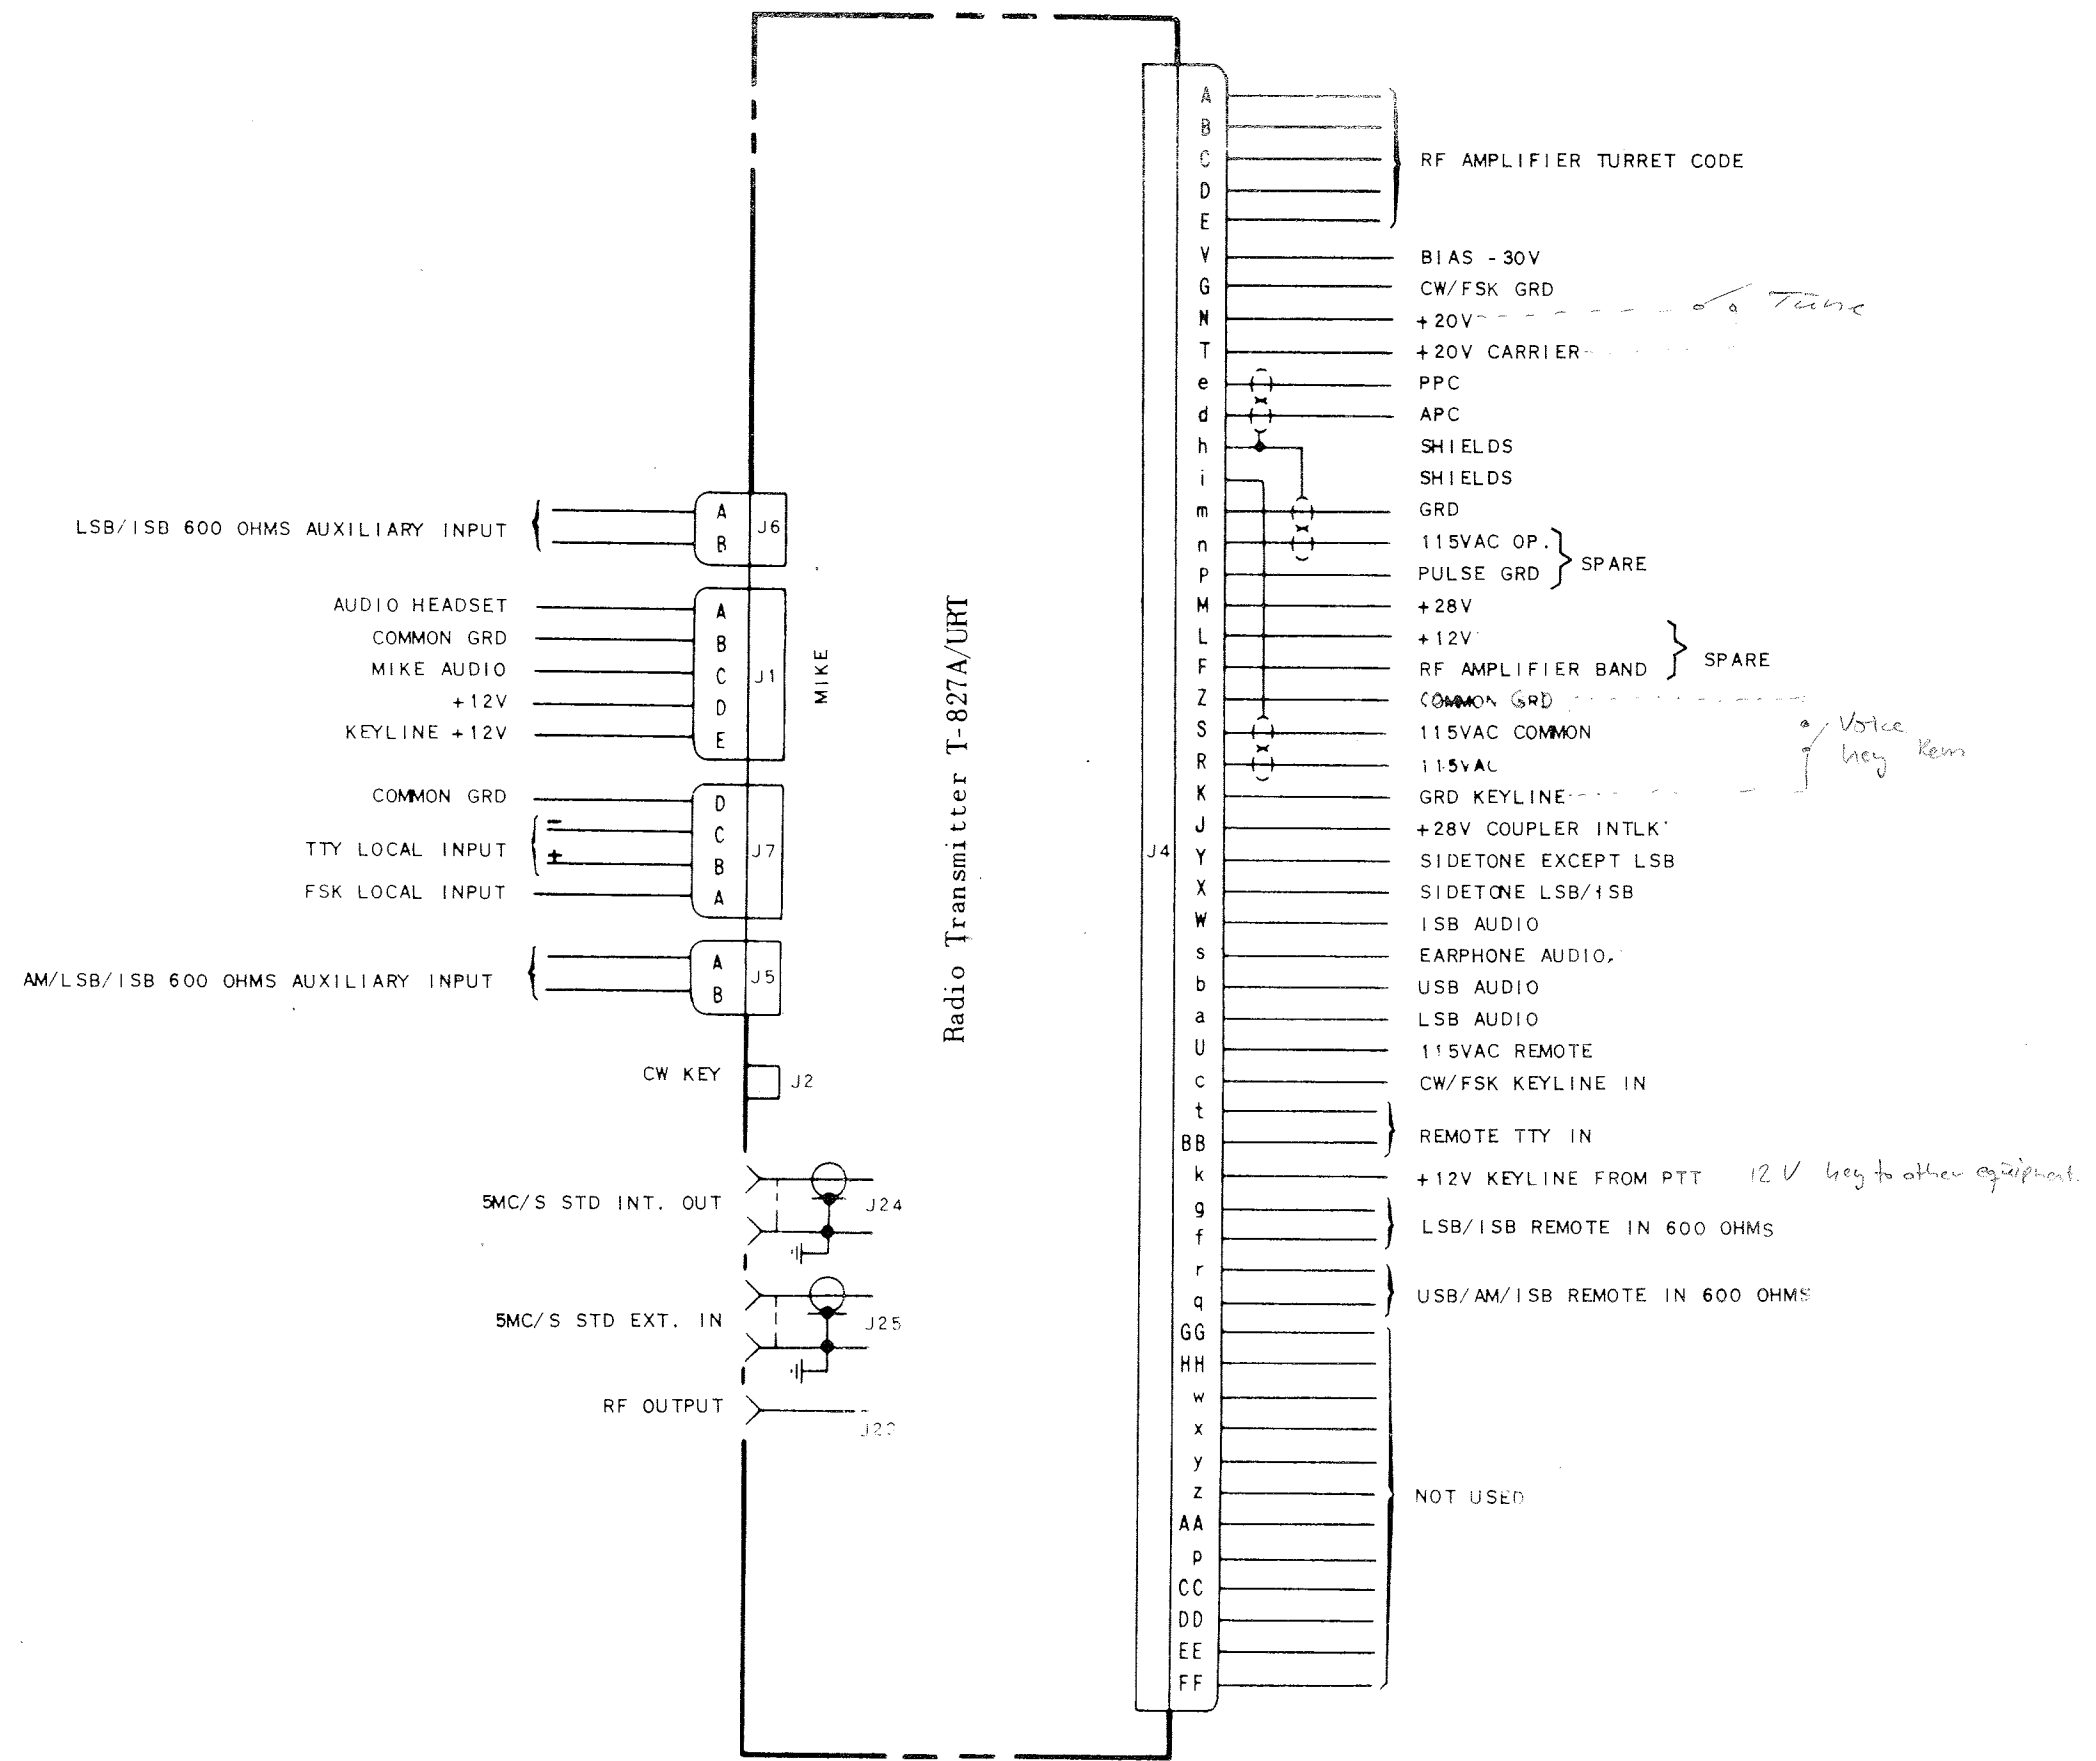 LSB/ISB 600 OHMS AUXILIARY INPUT
A
B
J6
AUDIO HEADSET
COMMON GRD
MIKE AUDIO
+12V
KEYLINE +12V
A
B
C
D
E
J1
MIKE
COMMON GRD
−
TTY LOCAL INPUT
+
FSK LOCAL INPUT
D
C
B
A
J7
AM/LSB/ISB 600 OHMS AUXILIARY INPUT
A
B
J5
CW KEY
J2
5MC/S STD INT. OUT
J24
5MC/S STD EXT. IN
J25
RF OUTPUT
Radio Transmitter T-827A/URT
J4
A
B
C
D
E
RF AMPLIFIER TURRET CODE
V BIAS -30V
G CW/FSK GRD
N +20V Tune
T +20V CARRIER
e PPC
d APC
h SHIELDS
i SHIELDS
m GRD
n 115VAC OP.
P PULSE GRD
SPARE
M +28V
L +12V
F RF AMPLIFIER BAND
SPARE
Z COMMON GRD
S 115VAC COMMON
Voice
key Rem
R 115VAC
K GRD KEYLINE
J +28V COUPLER INTLK
Y SIDETONE EXCEPT LSB
X SIDETONE LSB/ISB
W ISB AUDIO
s EARPHONE AUDIO
b USB AUDIO
a LSB AUDIO
U 115VAC REMOTE
c CW/FSK KEYLINE IN
t
BB
REMOTE TTY IN
k +12V KEYLINE FROM PTT 12V key to other equipment.
g
f
LSB/ISB REMOTE IN 600 OHMS
r
q
USB/AM/ISB REMOTE IN 600 OHMS
GG
HH
w
x
y
z
AA
p
CC
DD
EE
FF
NOT USED